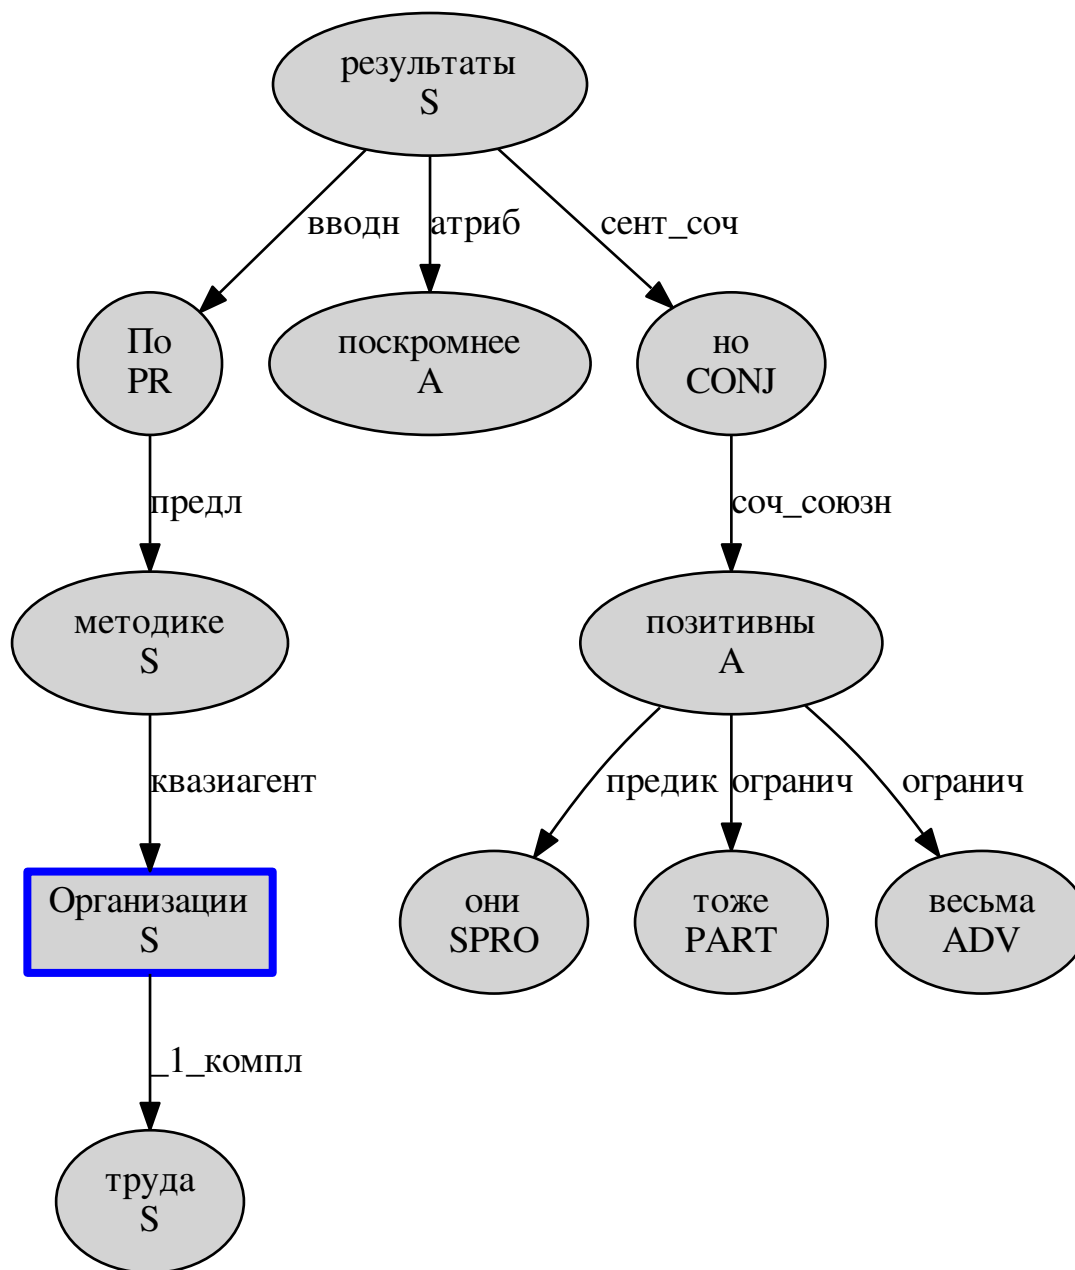 результаты
S
вводн
атриб
сент_соч
По
PR
поскромнее
A
но
CONJ
предл
соч_союзн
методике
S
позитивны
A
квазиагент
предик
огранич
огранич
Организации
S
они
SPRO
тоже
PART
весьма
ADV
_1_компл
труда
S